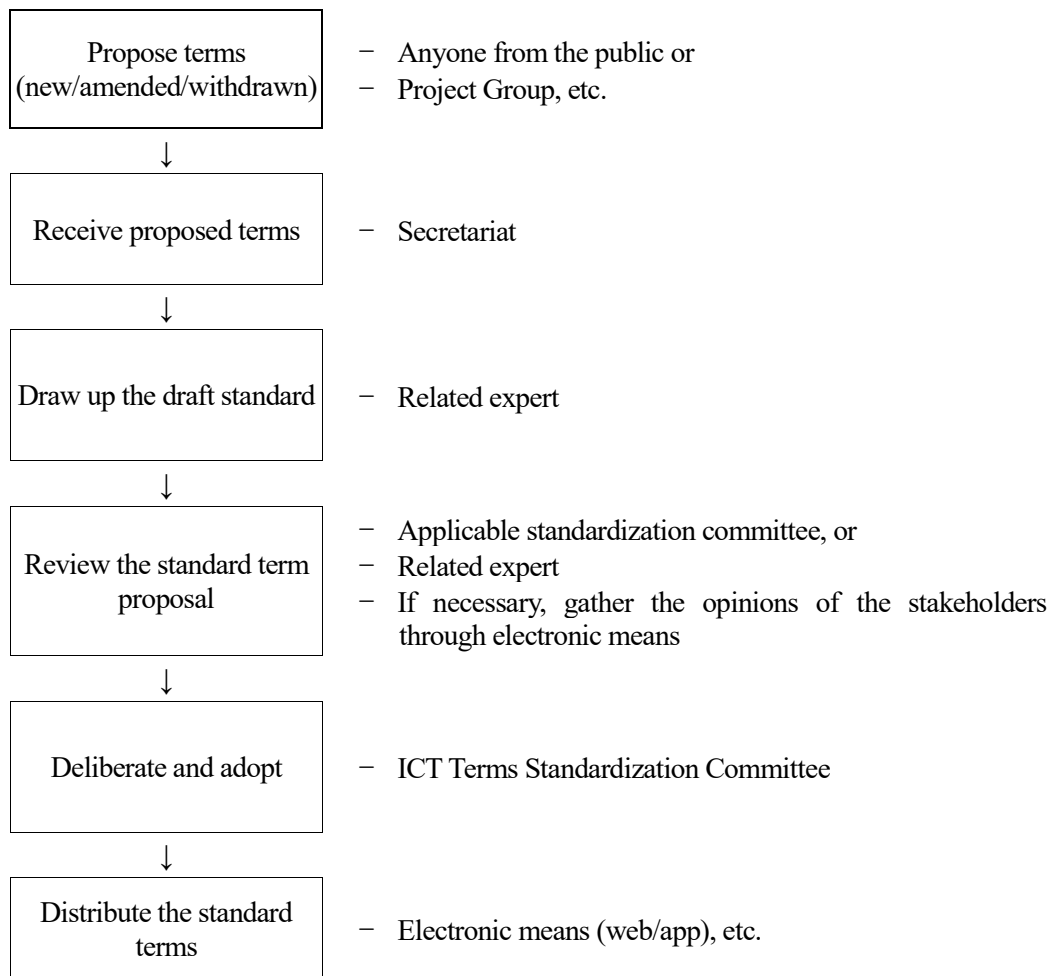 Propose terms
(new/amended/withdrawn)
− Anyone from the public or
− Project Group, etc.
↓
Receive proposed terms
− Secretariat
↓
Draw up the draft standard
− Related expert
↓
Review the standard term
proposal
− Applicable standardization committee, or
− Related expert
− If necessary, gather the opinions of the stakeholders
through electronic means
↓
Deliberate and adopt
− ICT Terms Standardization Committee
↓
Distribute the standard
terms
− Electronic means (web/app), etc.